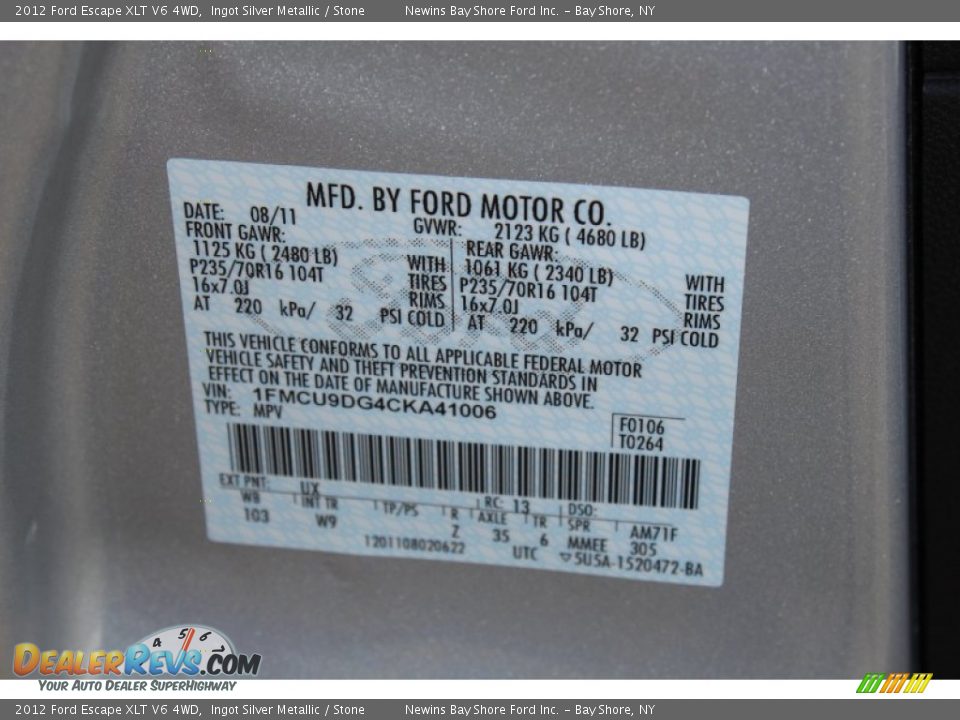 2012 Ford Escape XLT V6 4WD, Ingot Silver Metallic / Stone Newins Bay Shore Ford Inc. - Bay Shore, NY
MFD. BY FORD MOTOR CO.
DATE: 08/11 GVWR: 2123 KG ( 4680 LB)
FRONT GAWR: REAR GAWR:
1125 KG ( 2480 LB) WITH 1061 KG ( 2340 LB) WITH
P235/70R16 104T TIRES P235/70R16 104T TIRES
16x7.0J RIMS 16x7.0J RIMS
AT 220 kPa/ 32 PSI COLD AT 220 kPa/ 32 PSI COLD
THIS VEHICLE CONFORMS TO ALL APPLICABLE FEDERAL MOTOR
VEHICLE SAFETY AND THEFT PREVENTION STANDARDS IN
EFFECT ON THE DATE OF MANUFACTURE SHOWN ABOVE.
VIN: 1FMCU9DG4CKA41006
TYPE: MPV
F0106
T0264
EXT PNT: UX RC: 13 DSO:
WB INT TR TP/PS R AXLE TR SPR AM71F
103 W9 Z 35 6 MMEE 305
1201108020622 UTC 5U5A-1520472-BA
4 5 6
DEALERREVS.COM
YOUR AUTO DEALER SUPERHIGHWAY
2012 Ford Escape XLT V6 4WD, Ingot Silver Metallic / Stone Newins Bay Shore Ford Inc. - Bay Shore, NY